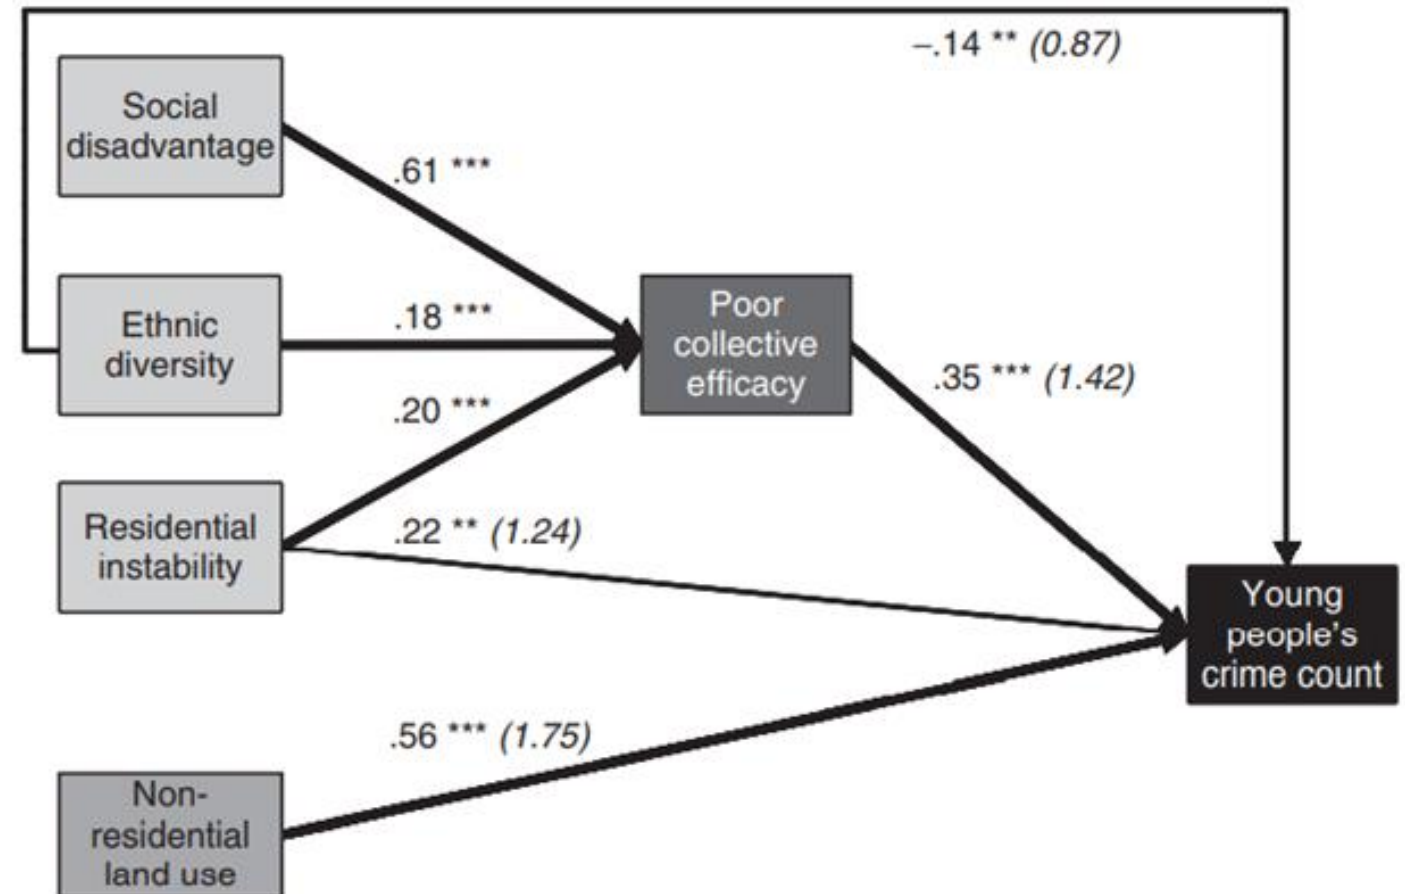 –.14 ** (0.87)
Social
disadvantage
.61 ***
Ethnic
diversity
.18 ***
Poor
collective
efficacy
.35 *** (1.42)
.20 ***
Residential
instability
.22 ** (1.24)
Young
people's
crime count
.56 *** (1.75)
Non-
residential
land use